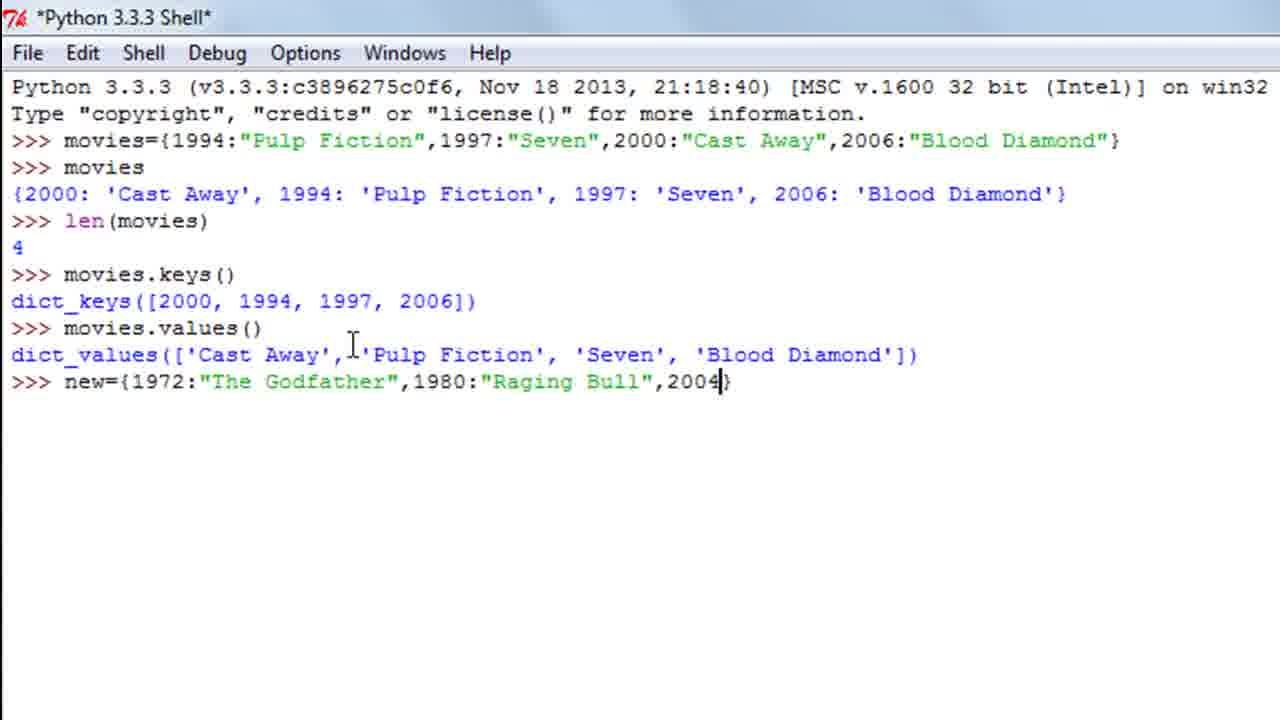 *Python 3.3.3 Shell*
File Edit Shell Debug Options Windows Help
Python 3.3.3 (v3.3.3:c3896275c0f6, Nov 18 2013, 21:18:40) [MSC v.1600 32 bit (Intel)] on win32
Type "copyright", "credits" or "license()" for more information.
>>> movies={1994:"Pulp Fiction",1997:"Seven",2000:"Cast Away",2006:"Blood Diamond"}
>>> movies
{2000: 'Cast Away', 1994: 'Pulp Fiction', 1997: 'Seven', 2006: 'Blood Diamond'}
>>> len(movies)
4
>>> movies.keys()
dict_keys([2000, 1994, 1997, 2006])
>>> movies.values()
dict_values(['Cast Away', 'Pulp Fiction', 'Seven', 'Blood Diamond'])
>>> new={1972:"The Godfather",1980:"Raging Bull",2004}